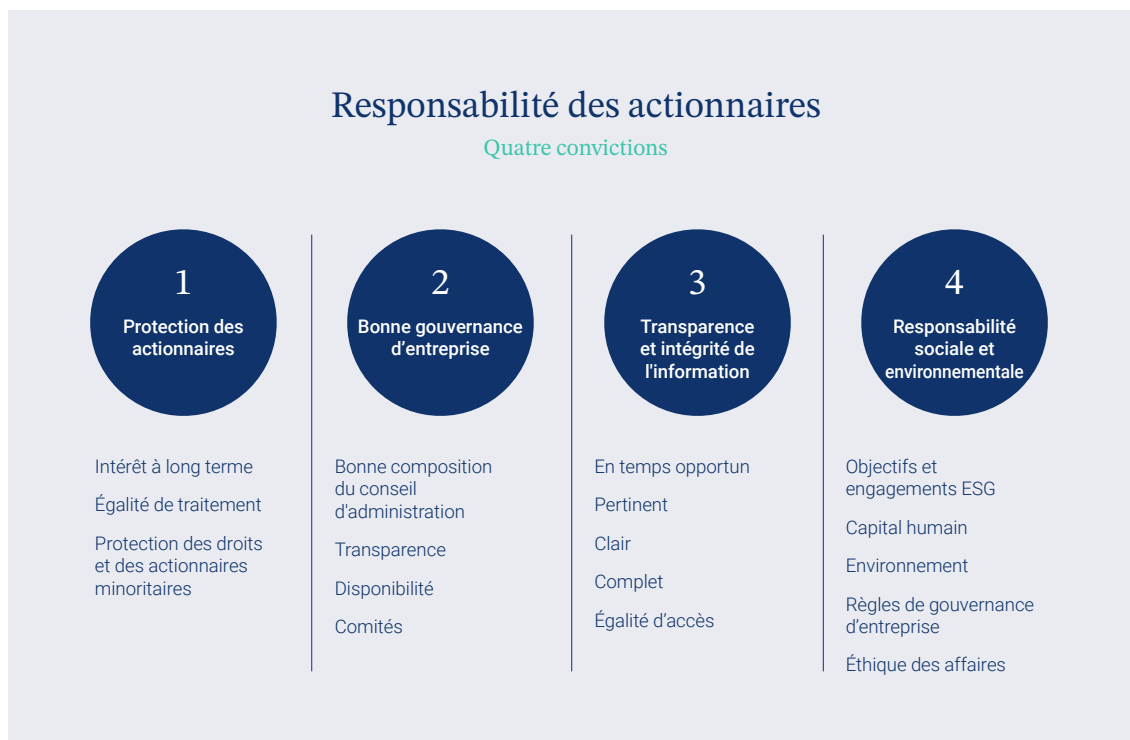 Responsabilité des actionnaires
Quatre convictions
1
Protection des
actionnaires
Intérêt à long terme
Égalité de traitement
Protection des droits
et des actionnaires
minoritaires
2
Bonne gouvernance
d’entreprise
Bonne composition
du conseil
d'administration
Transparence
Disponibilité
Comités
3
Transparence
et intégrité de
l'information
En temps opportun
Pertinent
Clair
Complet
Égalité d’accès
4
Responsabilité
sociale et
environnementale
Objectifs et
engagements ESG
Capital humain
Environnement
Règles de gouvernance
d’entreprise
Éthique des affaires